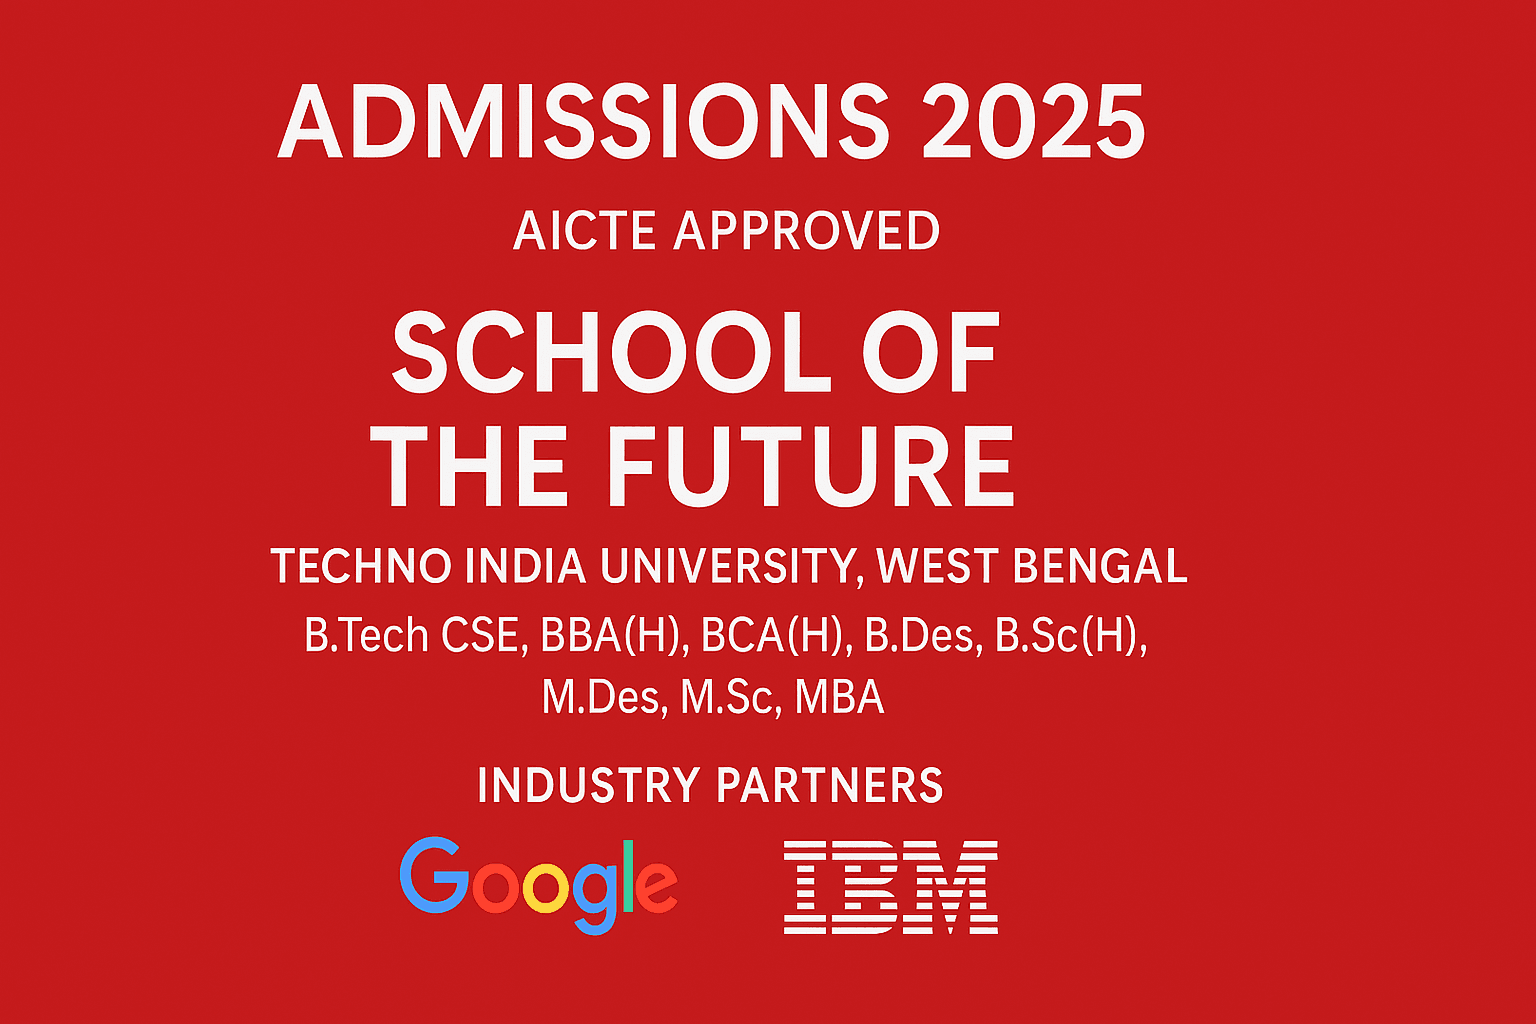 ADMISSIONS 2025
AICTE APPROVED
SCHOOL OF
THE FUTURE
TECHNO INDIA UNIVERSITY, WEST BENGAL
B.Tech CSE, BBA(H), BCA(H), B.Des, B.Sc(H),
M.Des, M.Sc, MBA
INDUSTRY PARTNERS
Google IBM